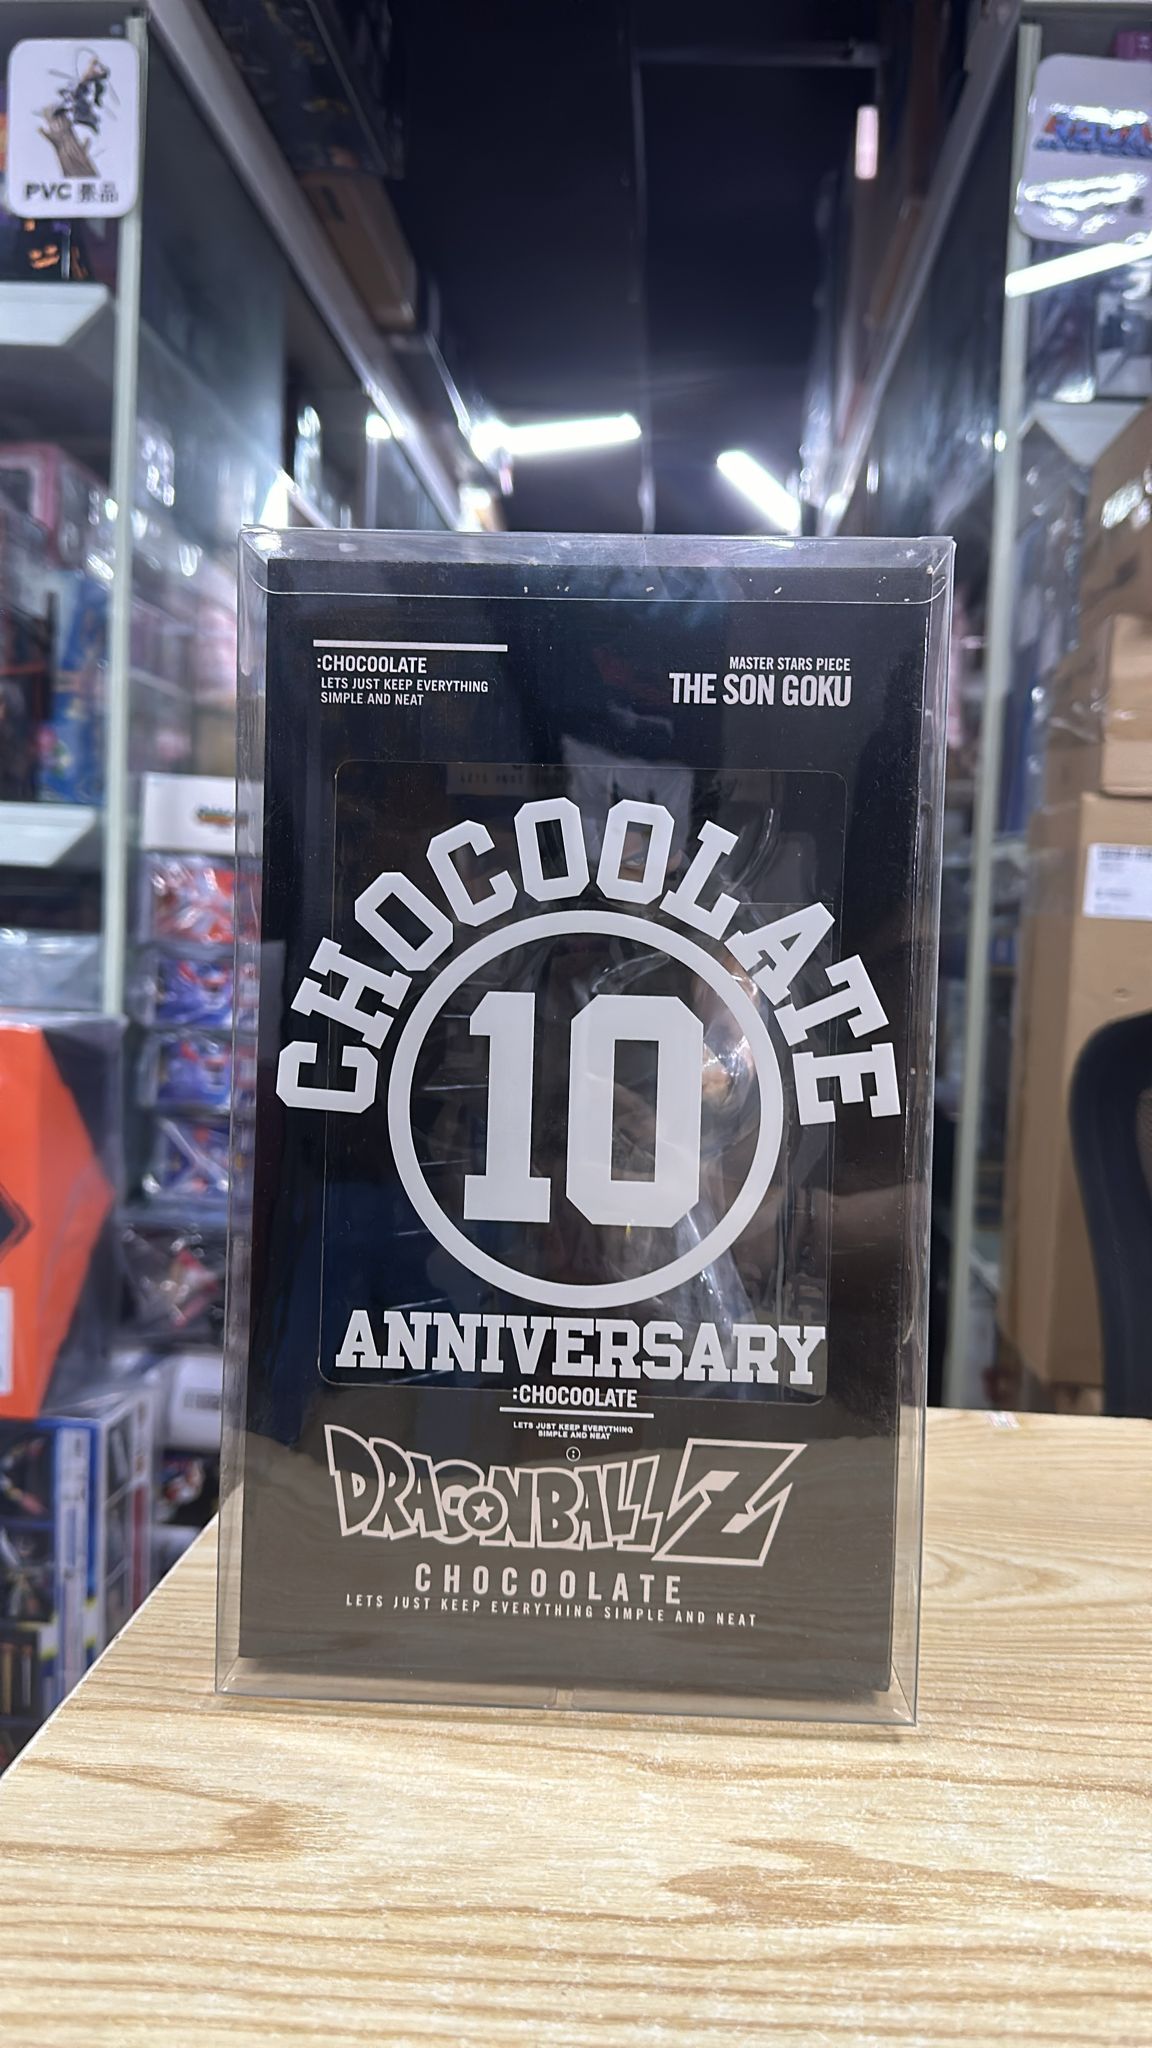 PVC 景品
:CHOCOOLATE
LETS JUST KEEP EVERYTHING
SIMPLE AND NEAT
MASTER STARS PIECE
THE SON GOKU
CHOCOOLATE
10
ANNIVERSARY
:CHOCOOLATE
LETS JUST KEEP EVERYTHING
SIMPLE AND NEAT
DRAGONBALL Z
CHOCOOLATE
LETS JUST KEEP EVERYTHING SIMPLE AND NEAT